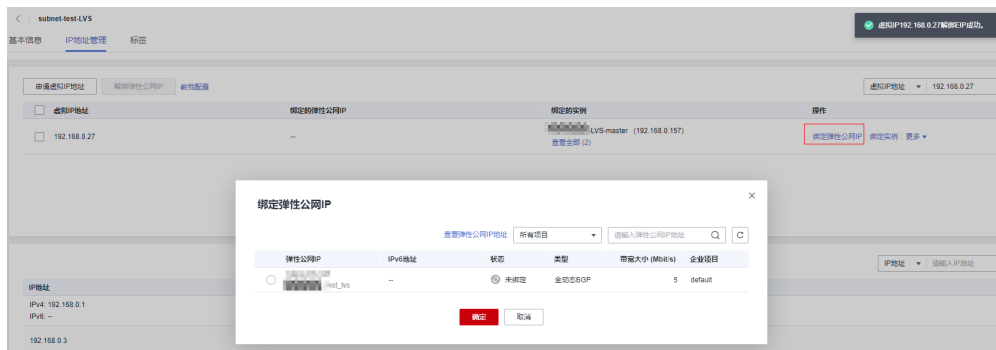 subnet-test-LVS
虚拟IP192.168.0.27解绑EIP成功。
基本信息 IP地址管理 标签
申请虚拟IP地址 解绑弹性公网IP 教我配置 虚拟IP地址 192.168.0.27
虚拟IP地址 绑定的弹性公网IP 绑定的实例 操作
192.168.0.27 -- -LVS-master (192.168.0.157) 绑定弹性公网IP 绑定实例 更多
查看全部 (2)
绑定弹性公网IP
查看弹性公网IP地址 所有项目 请输入弹性公网IP地址
弹性公网IP IPv6地址 状态 类型 带宽大小 (Mbit/s) 企业项目
est_lvs -- 未绑定 全动态BGP 5 default
确定 取消
IP地址 请输入IP地址
IP地址
IPv4: 192.168.0.1
IPv6: --
192.168.0.3